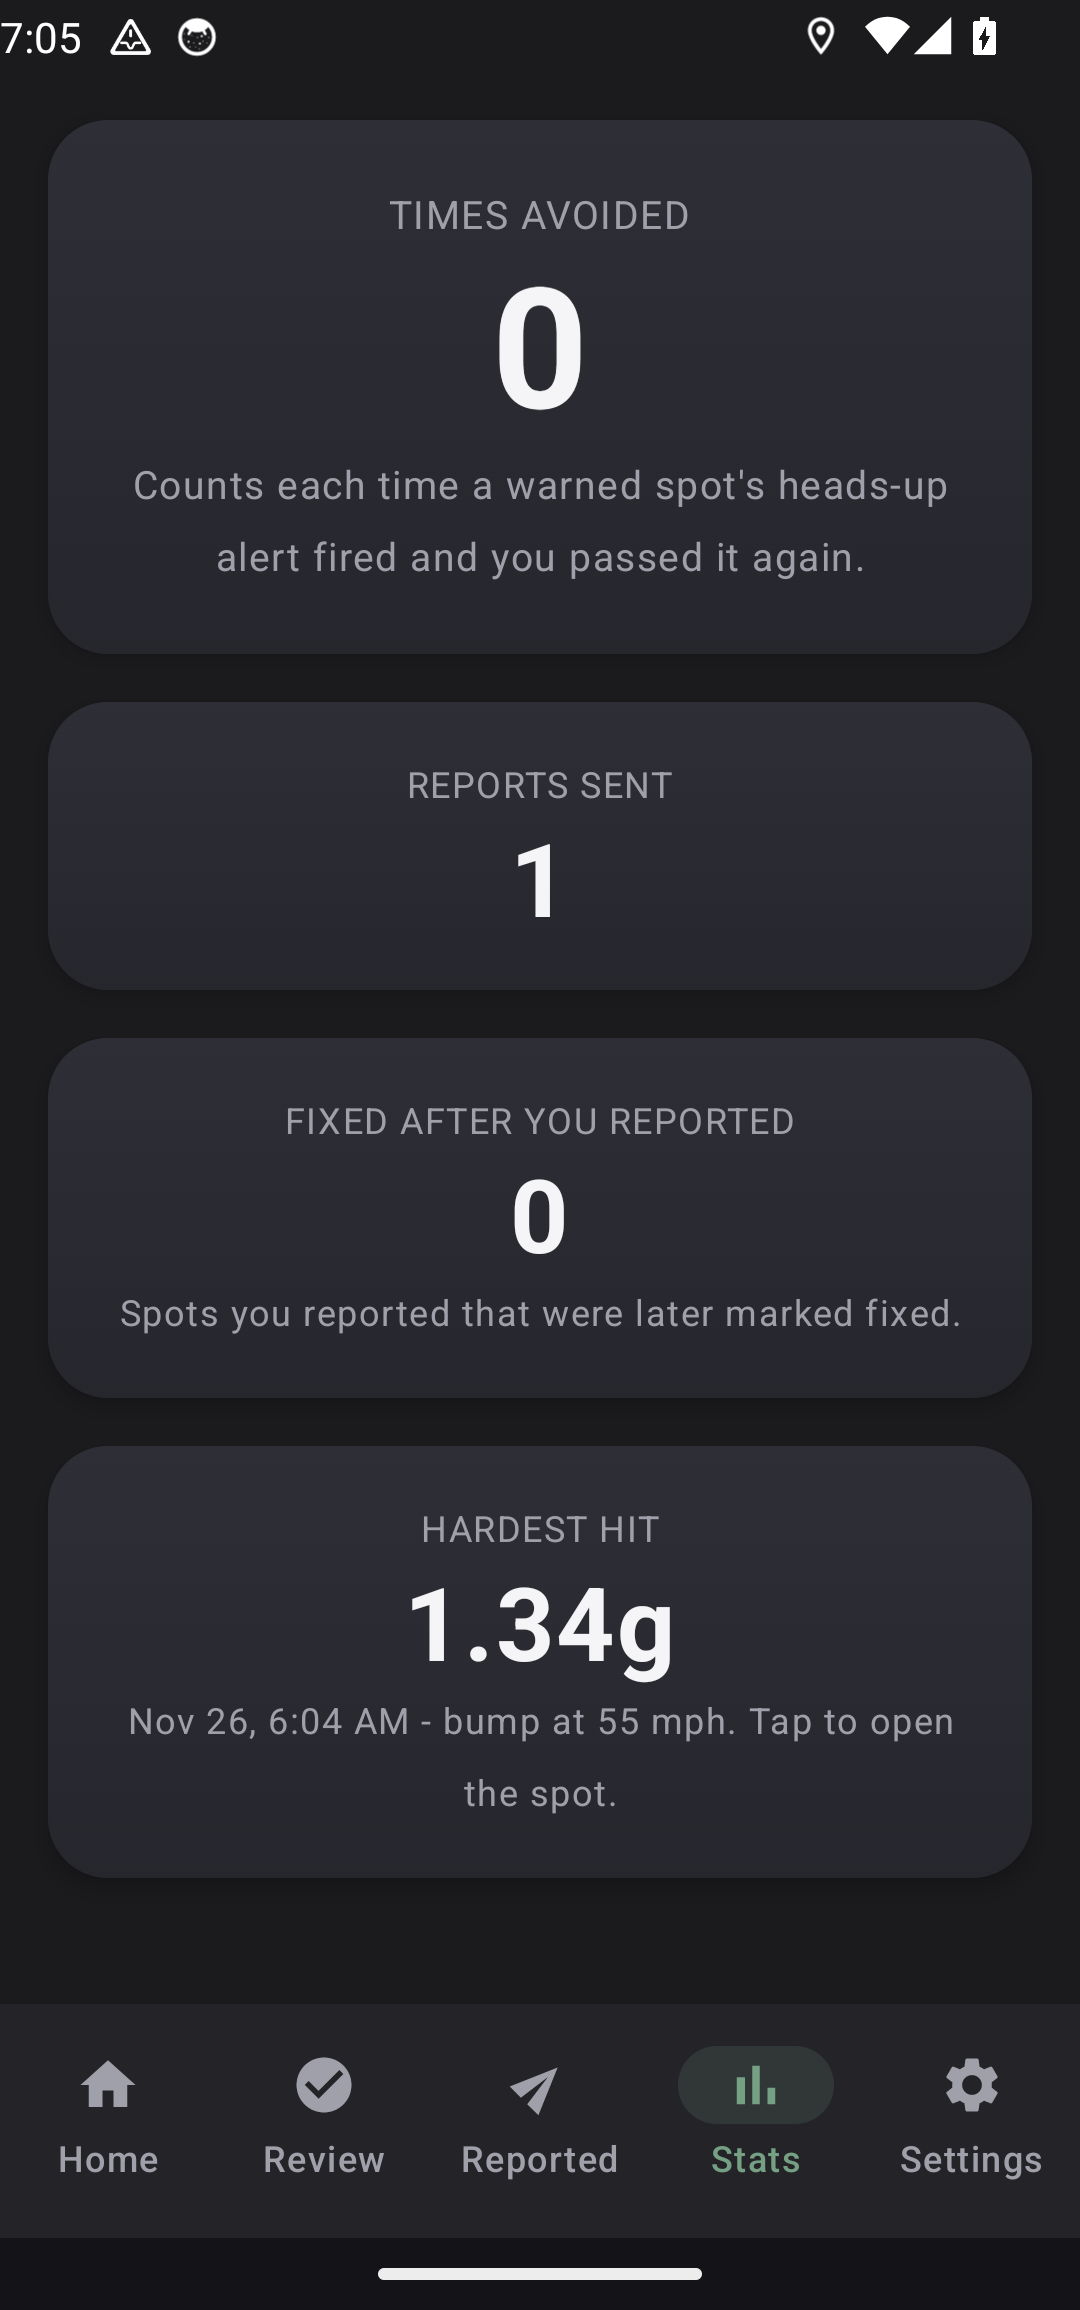 7:05
TIMES AVOIDED
0
Counts each time a warned spot's heads-up
alert fired and you passed it again.
REPORTS SENT
1
FIXED AFTER YOU REPORTED
0
Spots you reported that were later marked fixed.
HARDEST HIT
1.34g
Nov 26, 6:04 AM - bump at 55 mph. Tap to open
the spot.
Home Review Reported Stats Settings